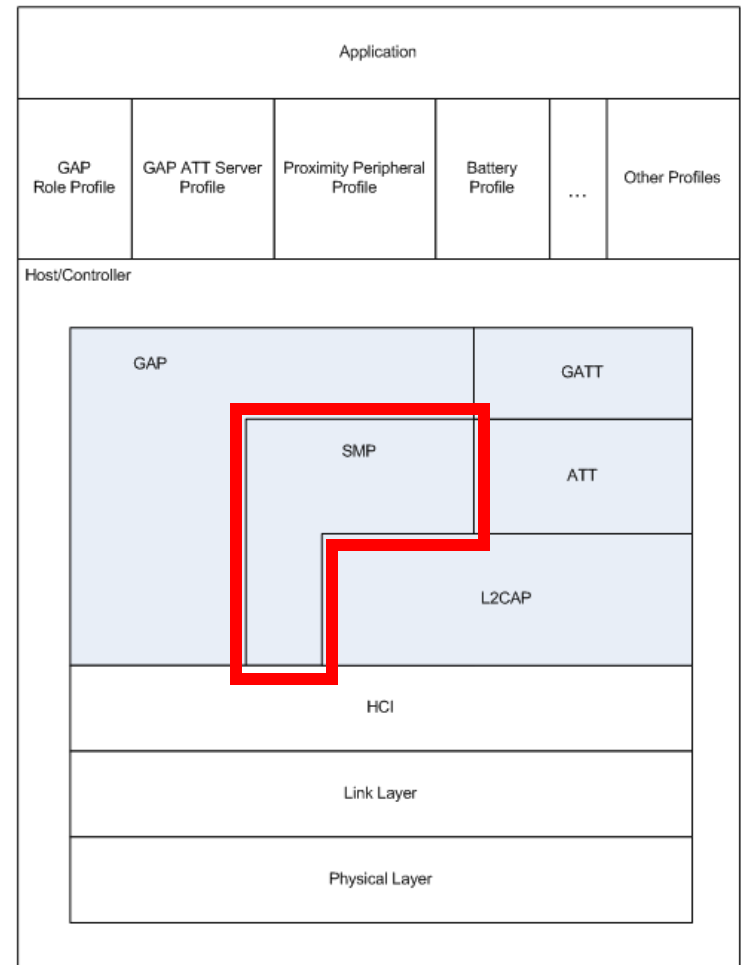 Application
GAP
Role Profile
GAP ATT Server
Profile
Proximity Peripheral
Profile
Battery
Profile
...
Other Profiles
Host/Controller
GAP
GATT
SMP
ATT
L2CAP
HCI
Link Layer
Physical Layer